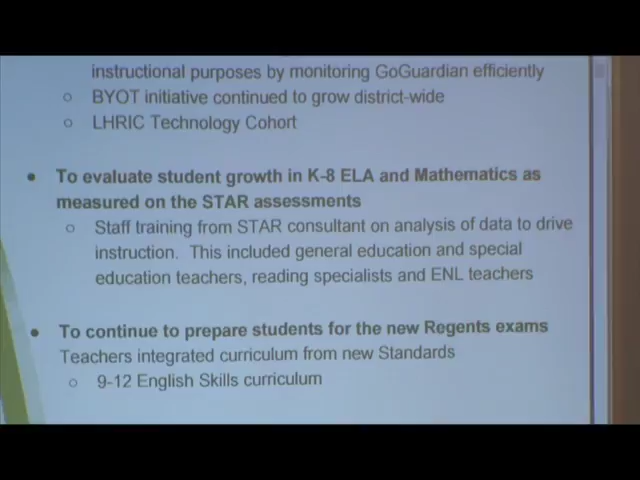 instructional purposes by monitoring GoGuardian efficiently
○ BYOT initiative continued to grow district-wide
○ LHRIC Technology Cohort
● To evaluate student growth in K-8 ELA and Mathematics as
measured on the STAR assessments
○ Staff training from STAR consultant on analysis of data to drive
instruction. This included general education and special
education teachers, reading specialists and ENL teachers
● To continue to prepare students for the new Regents exams
Teachers integrated curriculum from new Standards
○ 9-12 English Skills curriculum